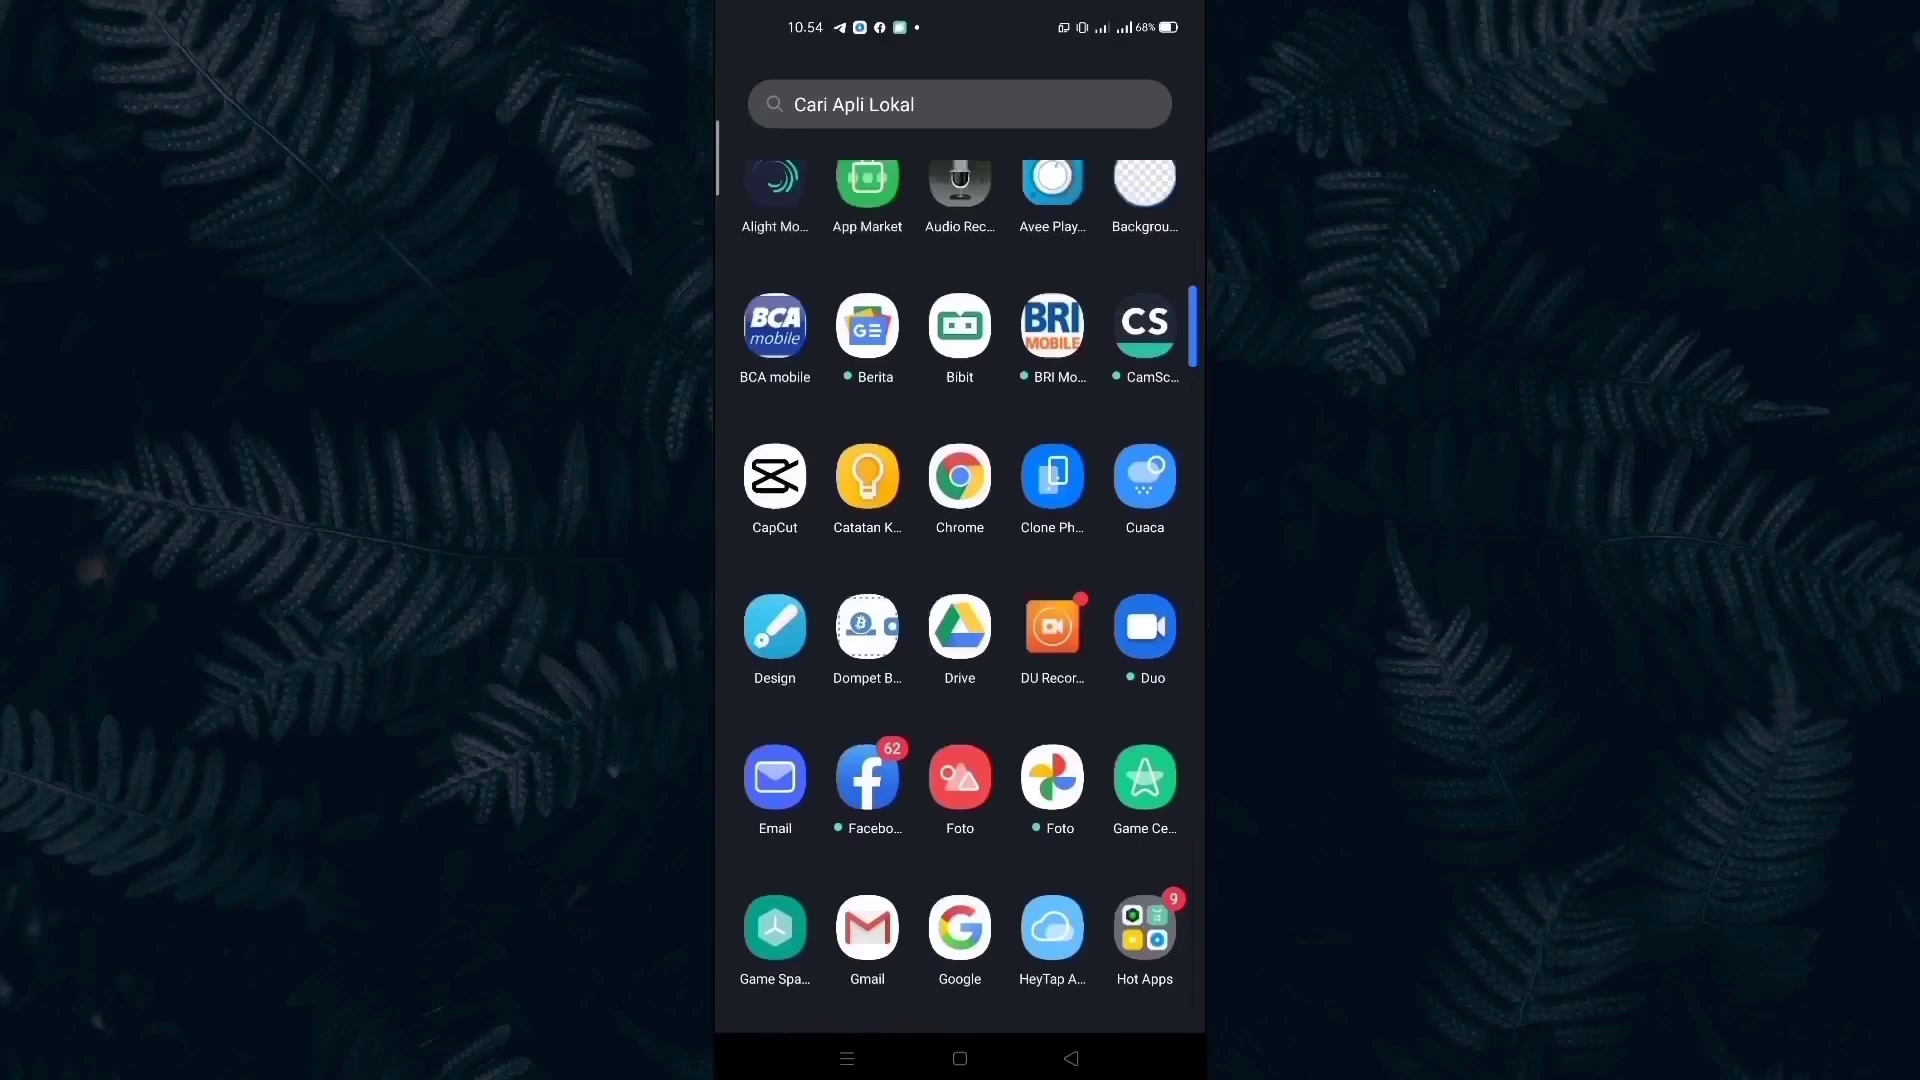 10.54
68%
Cari Apli Lokal
Alight Mo... App Market Audio Rec... Avee Play... Backgrou...
BCA mobile GE BRI MOBILE CS
BCA mobile Berita Bibit BRI Mo... CamSc...
CapCut Catatan K... Chrome Clone Ph... Cuaca
Design Dompet B... Drive DU Recor... Duo
62
Email Facebo... Foto Foto Game Ce...
9
Game Spa... Gmail Google HeyTap A... Hot Apps